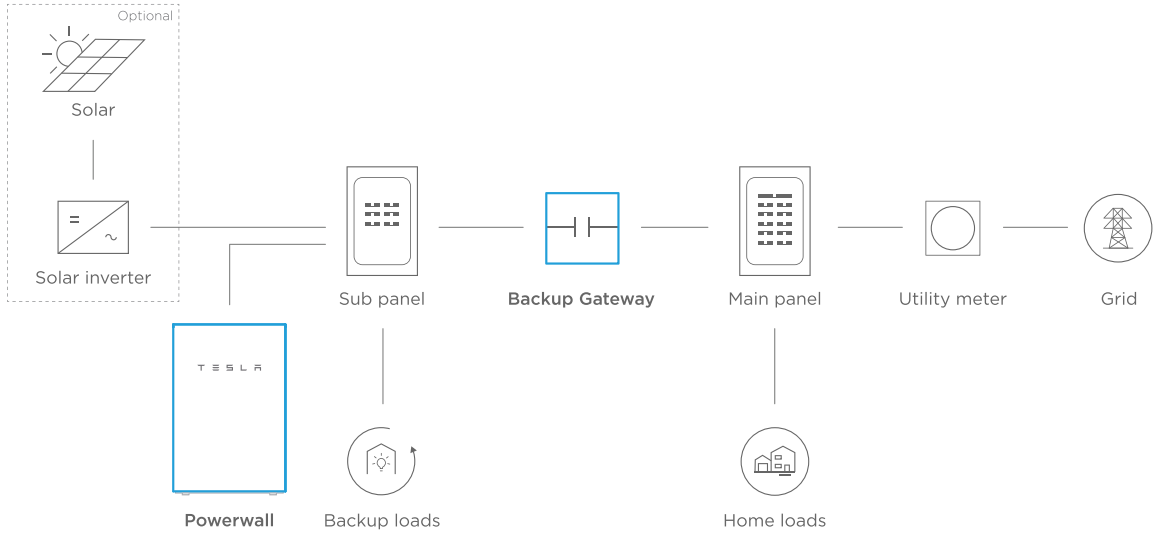 Optional
Solar
Solar inverter
Sub panel
Backup Gateway
Main panel
Utility meter
Grid
TESLA
Powerwall
Backup loads
Home loads